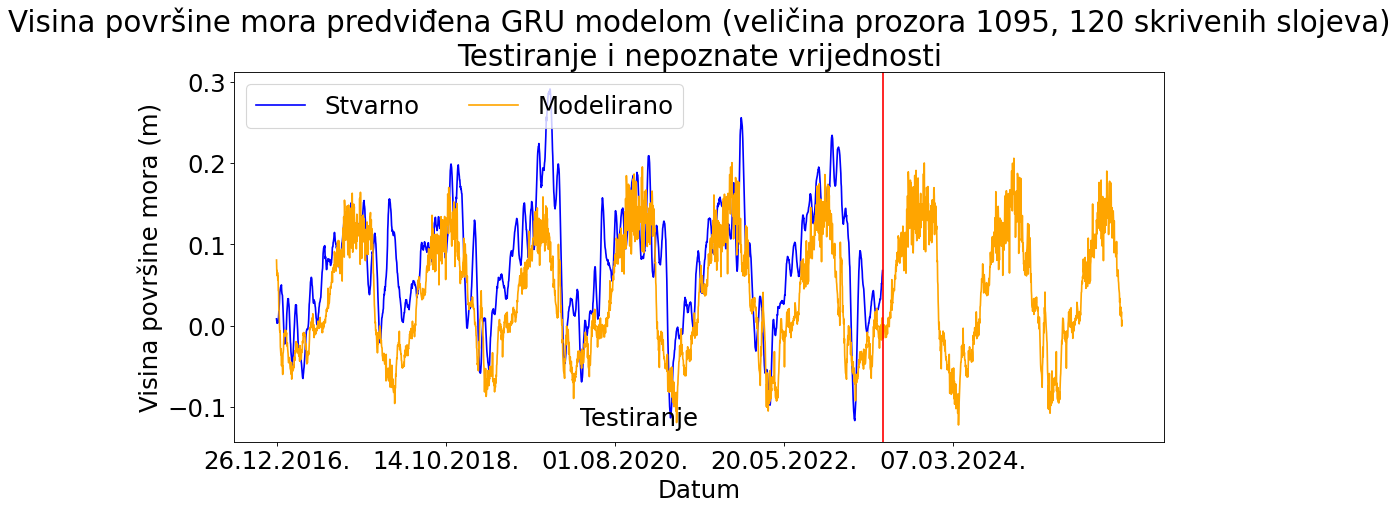 Visina površine mora predviđena GRU modelom (veličina prozora 1095, 120 skrivenih slojeva)
Testiranje i nepoznate vrijednosti
Stvarno
Modelirano
Visina površine mora (m)
0.3
0.2
0.1
0.0
−0.1
Testiranje
26.12.2016.
14.10.2018.
01.08.2020.
20.05.2022.
07.03.2024.
Datum